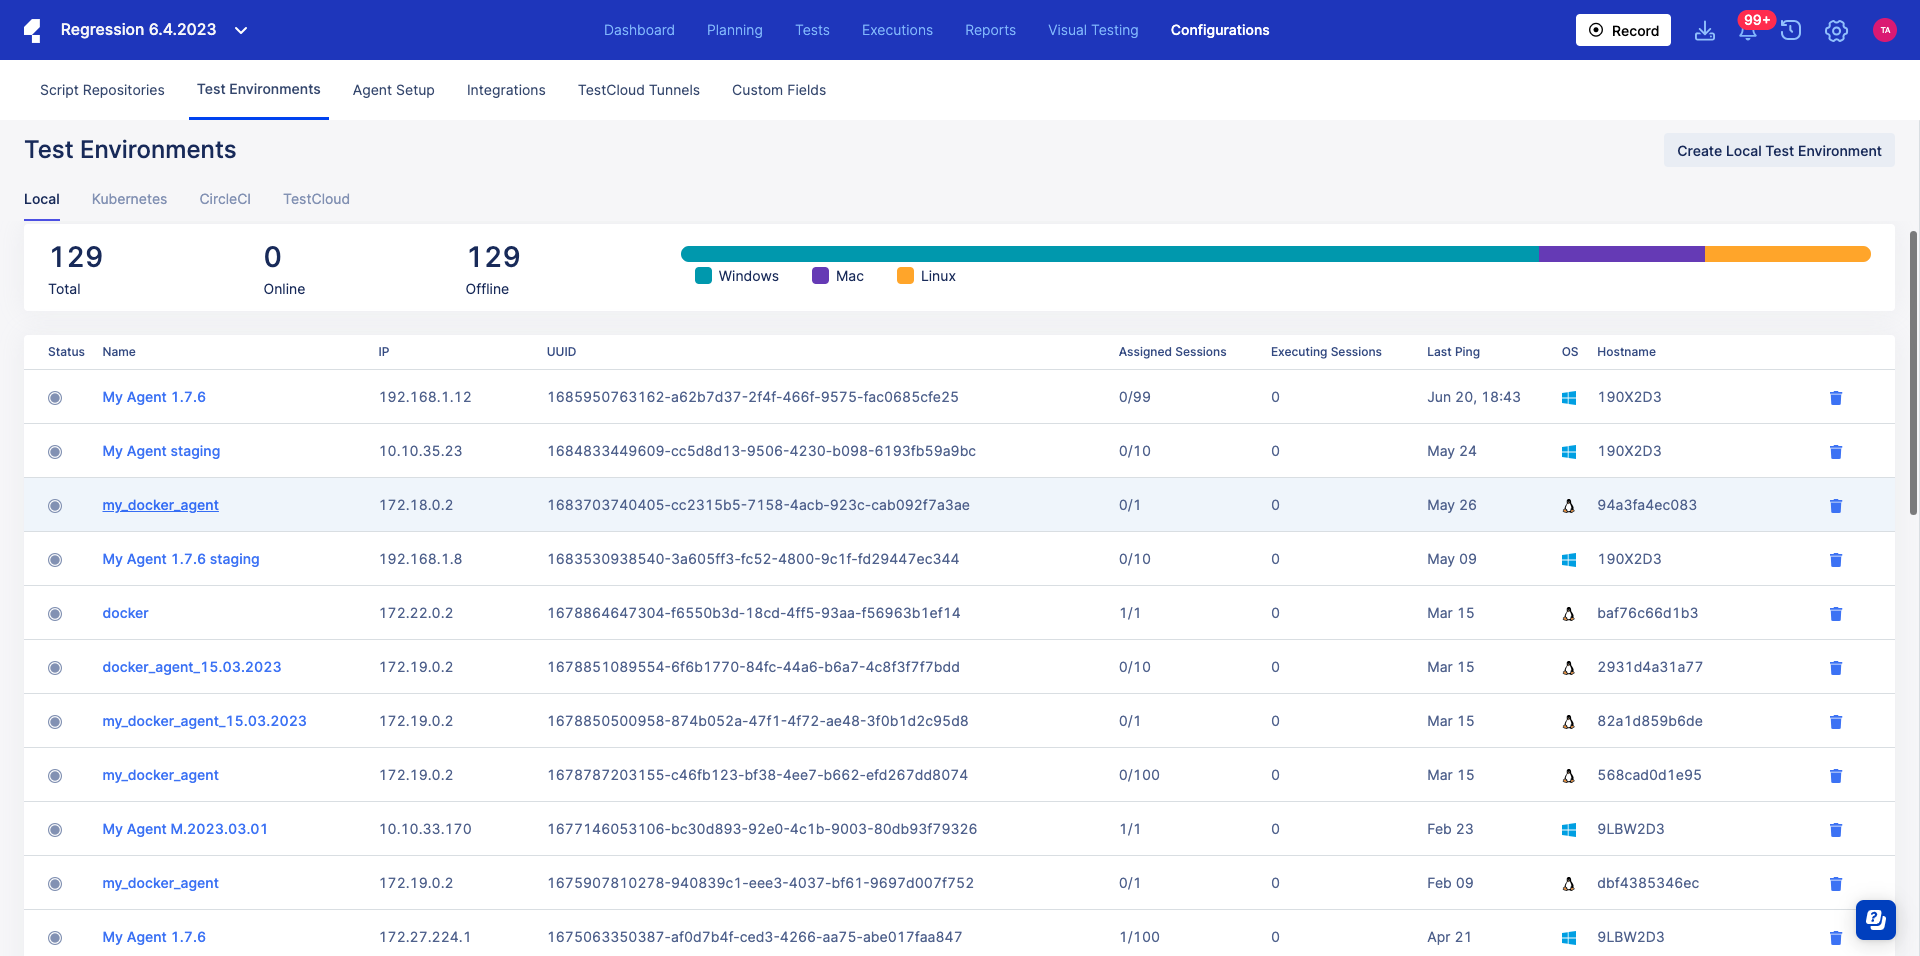 Regression 6.4.2023
Dashboard Planning Tests Executions Reports Visual Testing Configurations
Record 99+ TA
Script Repositories Test Environments Agent Setup Integrations TestCloud Tunnels Custom Fields
Test Environments
Create Local Test Environment
Local Kubernetes CircleCI TestCloud
129 0 129
Total Online Offline
Windows Mac Linux
Status Name IP UUID Assigned Sessions Executing Sessions Last Ping OS Hostname
My Agent 1.7.6 192.168.1.12 1685950763162-a62b7d37-2f4f-466f-9575-fac0685cfe25 0/99 0 Jun 20, 18:43 190X2D3
My Agent staging 10.10.35.23 1684833449609-cc5d8d13-9506-4230-b098-6193fb59a9bc 0/10 0 May 24 190X2D3
my_docker_agent 172.18.0.2 1683703740405-cc2315b5-7158-4acb-923c-cab092f7a3ae 0/1 0 May 26 94a3fa4ec083
My Agent 1.7.6 staging 192.168.1.8 1683530938540-3a605ff3-fc52-4800-9c1f-fd29447ec344 0/10 0 May 09 190X2D3
docker 172.22.0.2 1678864647304-f6550b3d-18cd-4ff5-93aa-f56963b1ef14 1/1 0 Mar 15 baf76c66d1b3
docker_agent_15.03.2023 172.19.0.2 1678851089554-6f6b1770-84fc-44a6-b6a7-4c8f3f7f7bdd 0/10 0 Mar 15 2931d4a31a77
my_docker_agent_15.03.2023 172.19.0.2 1678850500958-874b052a-47f1-4f72-ae48-3f0b1d2c95d8 0/1 0 Mar 15 82a1d859b6de
my_docker_agent 172.19.0.2 1678787203155-c46fb123-bf38-4ee7-b662-efd267dd8074 0/100 0 Mar 15 568cad0d1e95
My Agent M.2023.03.01 10.10.33.170 1677146053106-bc30d893-92e0-4c1b-9003-80db93f79326 1/1 0 Feb 23 9LBW2D3
my_docker_agent 172.19.0.2 1675907810278-940839c1-eee3-4037-bf61-9697d007f752 0/1 0 Feb 09 dbf4385346ec
My Agent 1.7.6 172.27.224.1 1675063350387-af0d7b4f-ced3-4266-aa75-abe017faa847 1/100 0 Apr 21 9LBW2D3